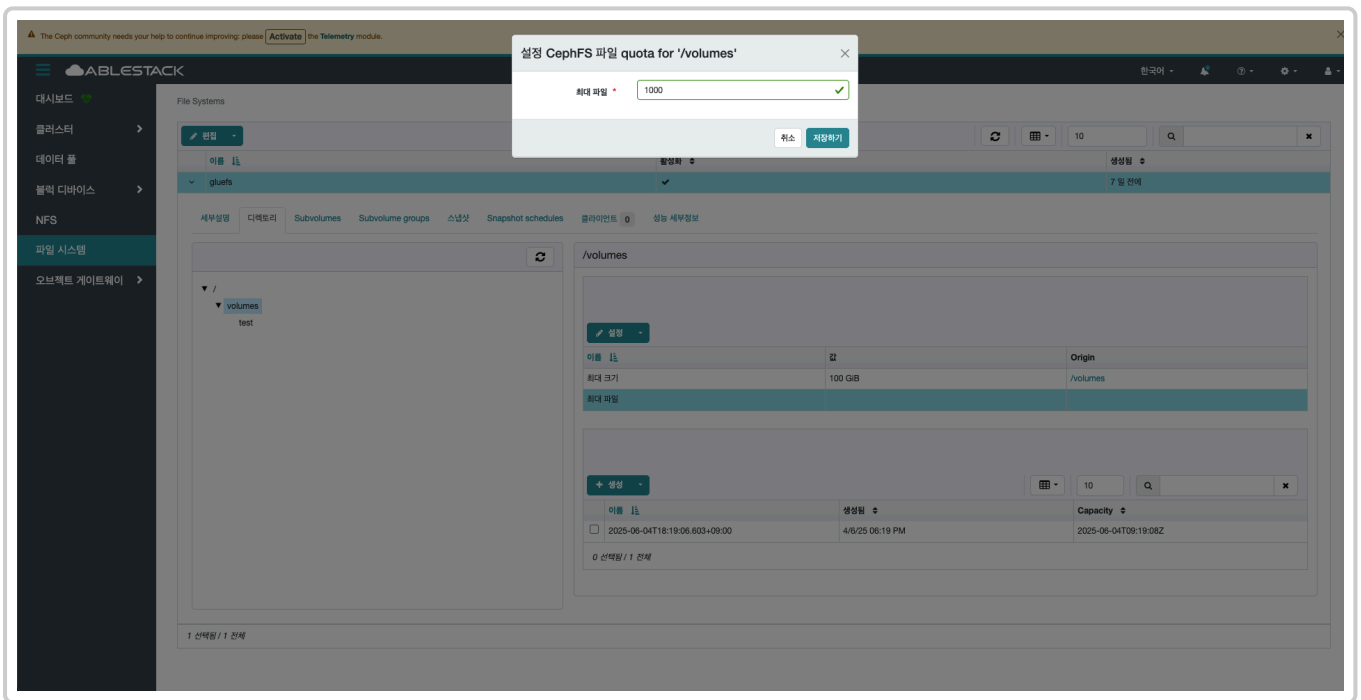 The Ceph community needs your help to continue improving: please Activate the Telemetry module.
설정 CephFS 파일 quota for '/volumes'
최대 파일 * 1000
취소 저장하기
ABLESTACK
한국어
대시보드
클러스터
데이터 풀
블럭 디바이스
NFS
파일 시스템
오브젝트 게이트웨이
File Systems
편집
10
이름 활성화 생성됨
gluefs 7 일 전에
세부설명 디렉토리 Subvolumes Subvolume groups 스냅샷 Snapshot schedules 클라이언트 0 성능 세부정보
/
volumes
test
/volumes
설정
이름 값 Origin
최대 크기 100 GiB /volumes
최대 파일
생성
10
이름 생성됨 Capacity
2025-06-04T18:19:06.603+09:00 4/6/25 06:19 PM 2025-06-04T09:19:08Z
0 선택됨 / 1 전체
1 선택됨 / 1 전체